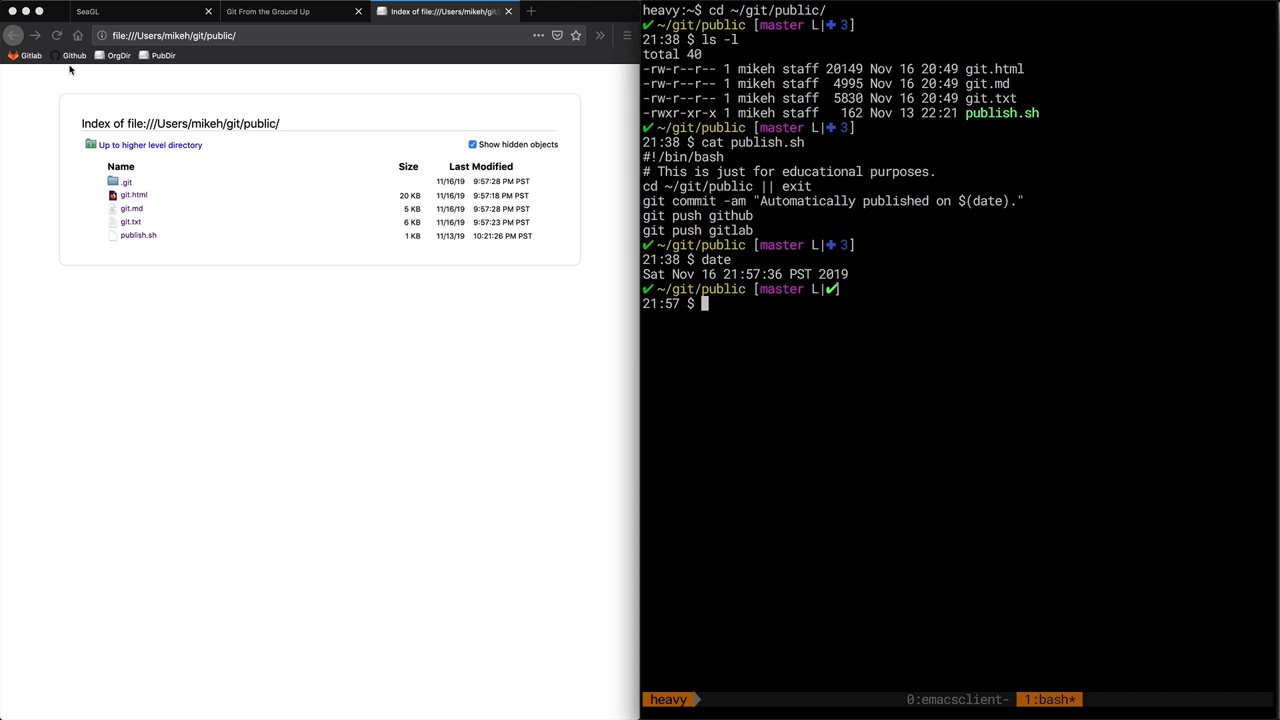 SeaGL
Git From the Ground Up
Index of file:///Users/mikeh/git/
file:///Users/mikeh/git/public/
Gitlab Github OrgDir PubDir
Index of file:///Users/mikeh/git/public/
Up to higher level directory Show hidden objects
Name Size Last Modified
.git 11/16/19 9:57:28 PM PST
git.html 20 KB 11/16/19 9:57:18 PM PST
git.md 5 KB 11/16/19 9:57:28 PM PST
git.txt 6 KB 11/16/19 9:57:23 PM PST
publish.sh 1 KB 11/13/19 10:21:26 PM PST
heavy:~$ cd ~/git/public/
✔ ~/git/public [master L|✚ 3]
21:38 $ ls -l
total 40
-rw-r--r-- 1 mikeh staff 20149 Nov 16 20:49 git.html
-rw-r--r-- 1 mikeh staff  4995 Nov 16 20:49 git.md
-rw-r--r-- 1 mikeh staff  5830 Nov 16 20:49 git.txt
-rwxr-xr-x 1 mikeh staff   162 Nov 13 22:21 publish.sh
✔ ~/git/public [master L|✚ 3]
21:38 $ cat publish.sh
#!/bin/bash
# This is just for educational purposes.
cd ~/git/public || exit
git commit -am "Automatically published on $(date)."
git push github
git push gitlab
✔ ~/git/public [master L|✚ 3]
21:38 $ date
Sat Nov 16 21:57:36 PST 2019
✔ ~/git/public [master L|✔]
21:57 $
heavy 0:emacsclient- 1:bash*